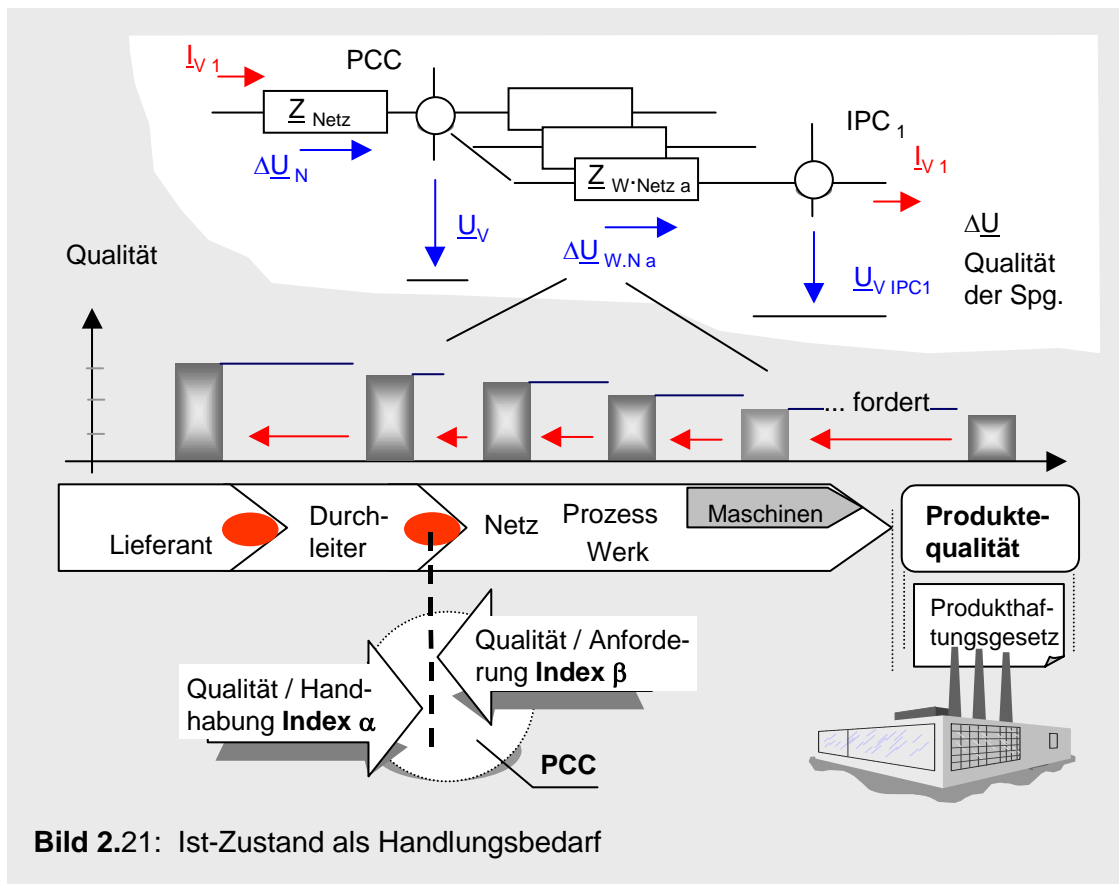 I V 1
PCC
Z Netz
ΔU N
U V
Z W·Netz a
ΔU W.N a
IPC 1
I V 1
U V IPC1
ΔU
Qualität
der Spg.
Qualität
... fordert
Lieferant
Durch-
leiter
Netz
Prozess
Werk
Maschinen
Produkte-
qualität
Produkthaf-
tungsgesetz
Qualität / Anforde-
rung Index β
Qualität / Hand-
habung Index α
PCC
Bild 2.21: Ist-Zustand als Handlungsbedarf